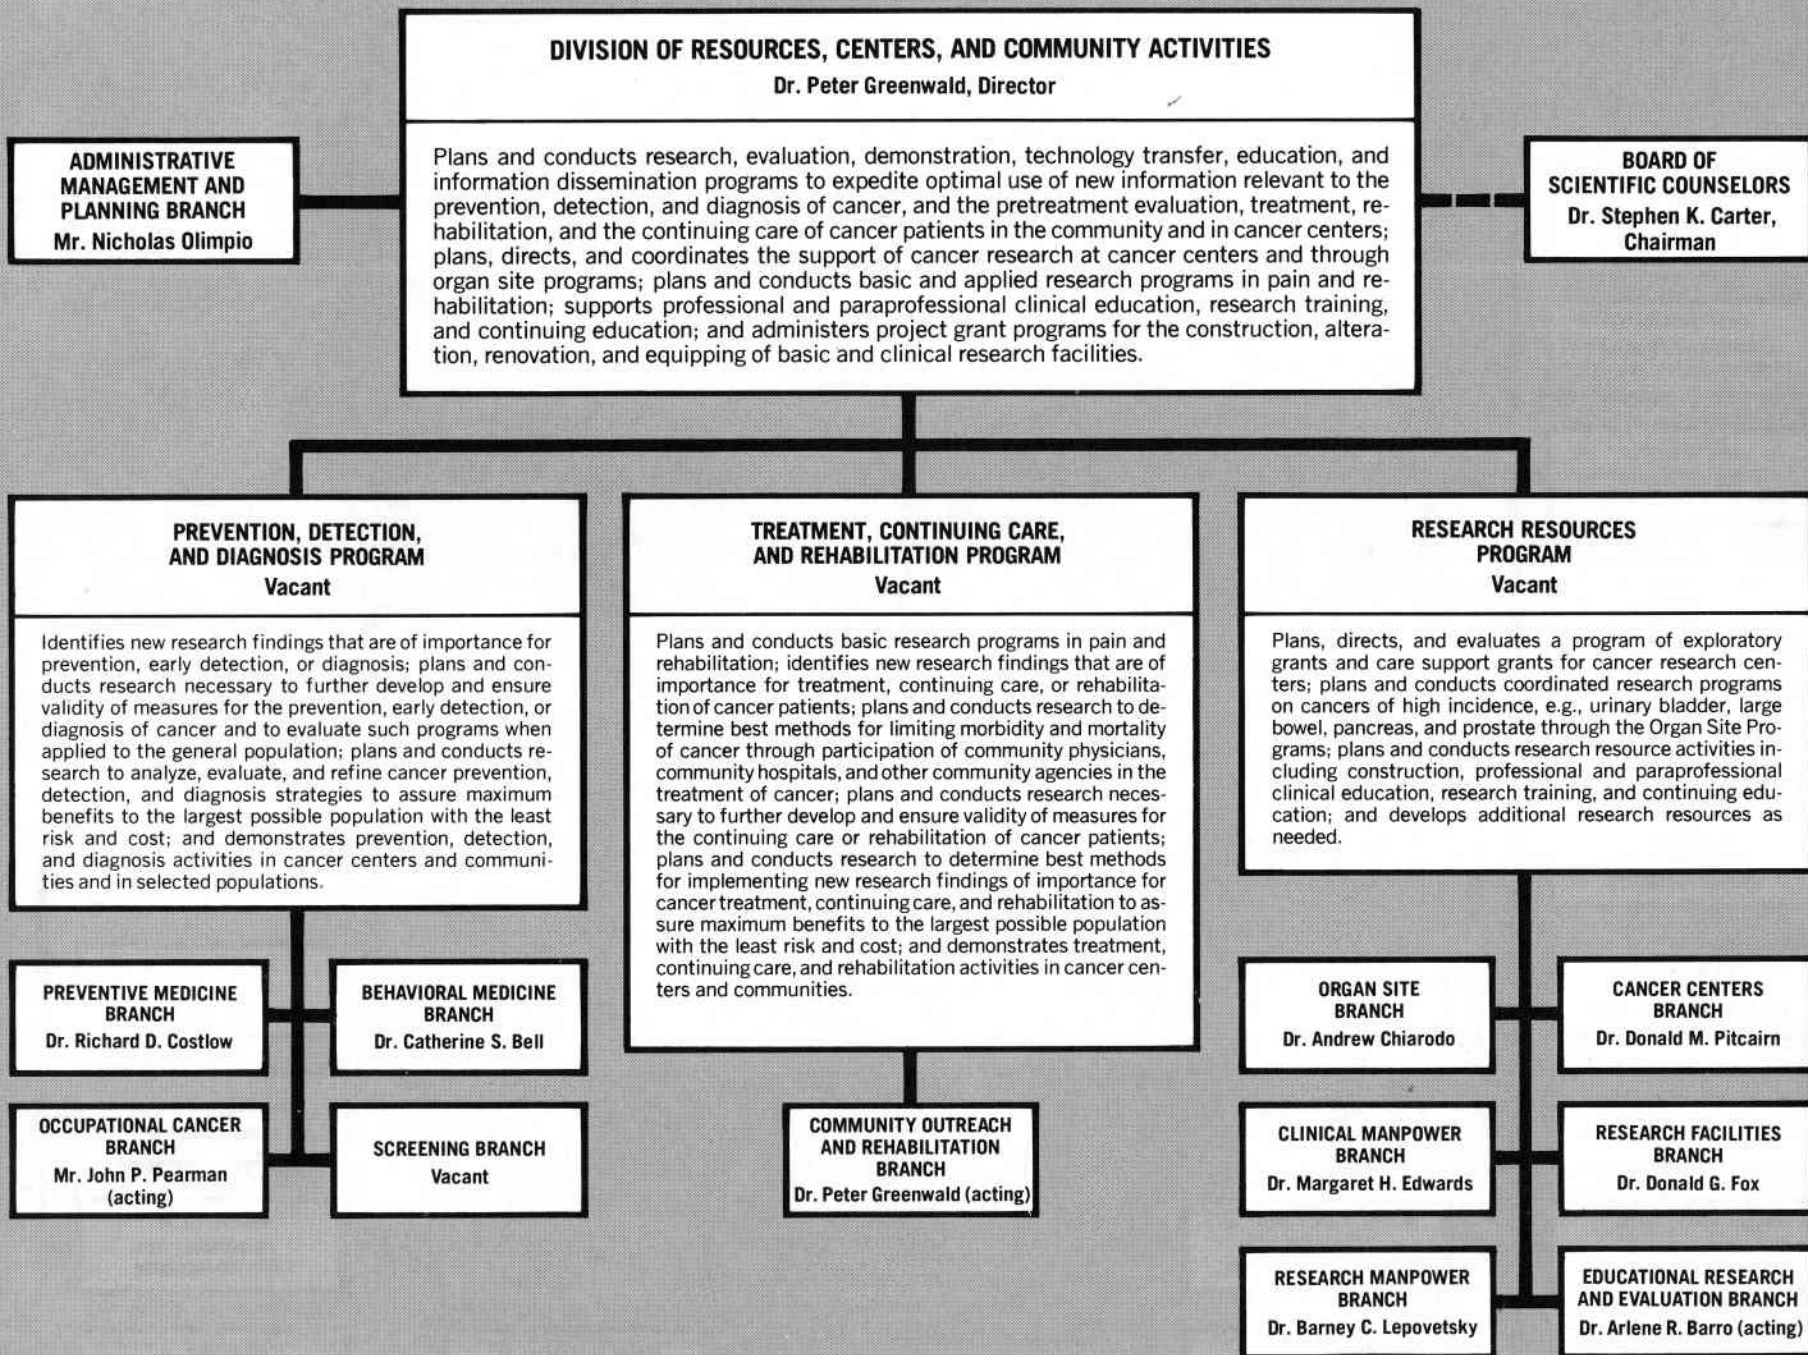 DIVISION OF RESOURCES, CENTERS, AND COMMUNITY ACTIVITIES
Dr. Peter Greenwald, Director
Plans and conducts research, evaluation, demonstration, technology transfer, education, and
information dissemination programs to expedite optimal use of new information relevant to the
prevention, detection, and diagnosis of cancer, and the pretreatment evaluation, treatment, re-
habilitation, and the continuing care of cancer patients in the community and in cancer centers;
plans, directs, and coordinates the support of cancer research at cancer centers and through
organ site programs; plans and conducts basic and applied research programs in pain and re-
habilitation; supports professional and paraprofessional clinical education, research training,
and continuing education; and administers project grant programs for the construction, altera-
tion, renovation, and equipping of basic and clinical research facilities.
ADMINISTRATIVE
MANAGEMENT AND
PLANNING BRANCH
Mr. Nicholas Olimpio
BOARD OF
SCIENTIFIC COUNSELORS
Dr. Stephen K. Carter,
Chairman
PREVENTION, DETECTION,
AND DIAGNOSIS PROGRAM
Vacant
Identifies new research findings that are of importance for
prevention, early detection, or diagnosis; plans and con-
ducts research necessary to further develop and ensure
validity of measures for the prevention, early detection, or
diagnosis of cancer and to evaluate such programs when
applied to the general population; plans and conducts re-
search to analyze, evaluate, and refine cancer prevention,
detection, and diagnosis strategies to assure maximum
benefits to the largest possible population with the least
risk and cost; and demonstrates prevention, detection,
and diagnosis activities in cancer centers and communi-
ties and in selected populations.
PREVENTIVE MEDICINE
BRANCH
Dr. Richard D. Costlow
BEHAVIORAL MEDICINE
BRANCH
Dr. Catherine S. Bell
OCCUPATIONAL CANCER
BRANCH
Mr. John P. Pearman
(acting)
SCREENING BRANCH
Vacant
TREATMENT, CONTINUING CARE,
AND REHABILITATION PROGRAM
Vacant
Plans and conducts basic research programs in pain and
rehabilitation; identifies new research findings that are of
importance for treatment, continuing care, or rehabilita-
tion of cancer patients; plans and conducts research to de-
termine best methods for limiting morbidity and mortality
of cancer through participation of community physicians,
community hospitals, and other community agencies in the
treatment of cancer; plans and conducts research neces-
sary to further develop and ensure validity of measures for
the continuing care or rehabilitation of cancer patients;
plans and conducts research to determine best methods
for implementing new research findings of importance for
cancer treatment, continuing care, and rehabilitation to as-
sure maximum benefits to the largest possible population
with the least risk and cost; and demonstrates treatment,
continuing care, and rehabilitation activities in cancer cen-
ters and communities.
COMMUNITY OUTREACH
AND REHABILITATION
BRANCH
Dr. Peter Greenwald (acting)
RESEARCH RESOURCES
PROGRAM
Vacant
Plans, directs, and evaluates a program of exploratory
grants and care support grants for cancer research cen-
ters; plans and conducts coordinated research programs
on cancers of high incidence, e.g., urinary bladder, large
bowel, pancreas, and prostate through the Organ Site Pro-
grams; plans and conducts research resource activities in-
cluding construction, professional and paraprofessional
clinical education, research training, and continuing edu-
cation; and develops additional research resources as
needed.
ORGAN SITE
BRANCH
Dr. Andrew Chiarodo
CANCER CENTERS
BRANCH
Dr. Donald M. Pitcairn
CLINICAL MANPOWER
BRANCH
Dr. Margaret H. Edwards
RESEARCH FACILITIES
BRANCH
Dr. Donald G. Fox
RESEARCH MANPOWER
BRANCH
Dr. Barney C. Lepovetsky
EDUCATIONAL RESEARCH
AND EVALUATION BRANCH
Dr. Arlene R. Barro (acting)